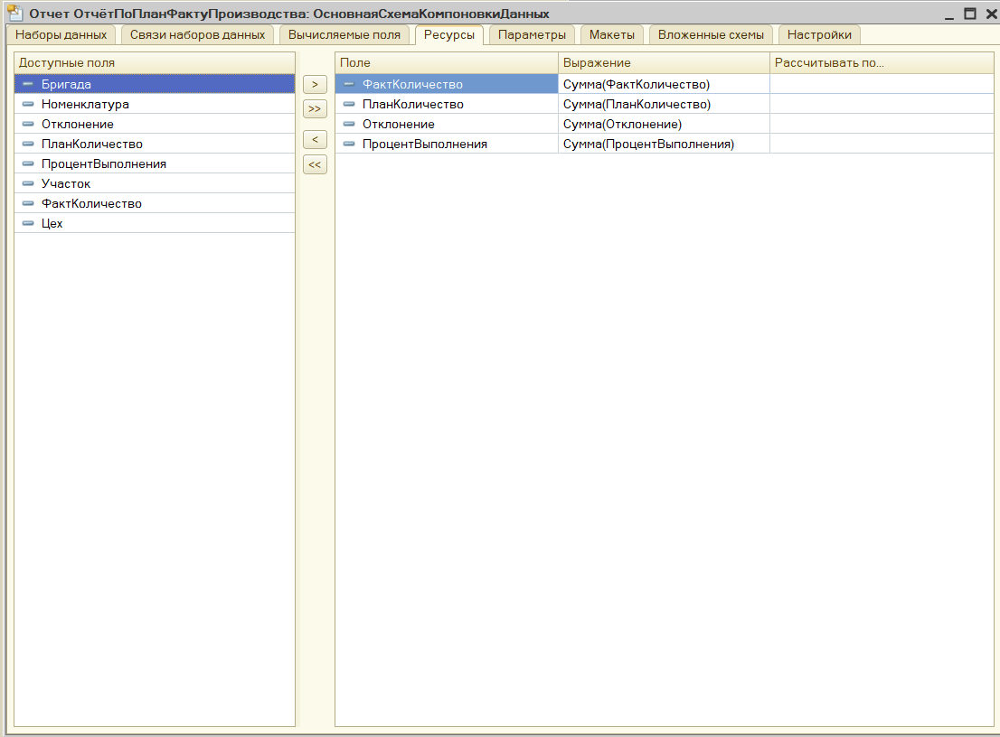 Отчет ОтчётПоПланФактуПроизводства: ОсновнаяСхемаКомпоновкиДанных
Наборы данных Связи наборов данных Вычисляемые поля Ресурсы Параметры Макеты Вложенные схемы Настройки
Доступные поля
Бригада
Номенклатура
Отклонение
ПланКоличество
ПроцентВыполнения
Участок
ФактКоличество
Цех
>
>>
<
<<
Поле Выражение Рассчитывать по...
ФактКоличество Сумма(ФактКоличество)
ПланКоличество Сумма(ПланКоличество)
Отклонение Сумма(Отклонение)
ПроцентВыполнения Сумма(ПроцентВыполнения)